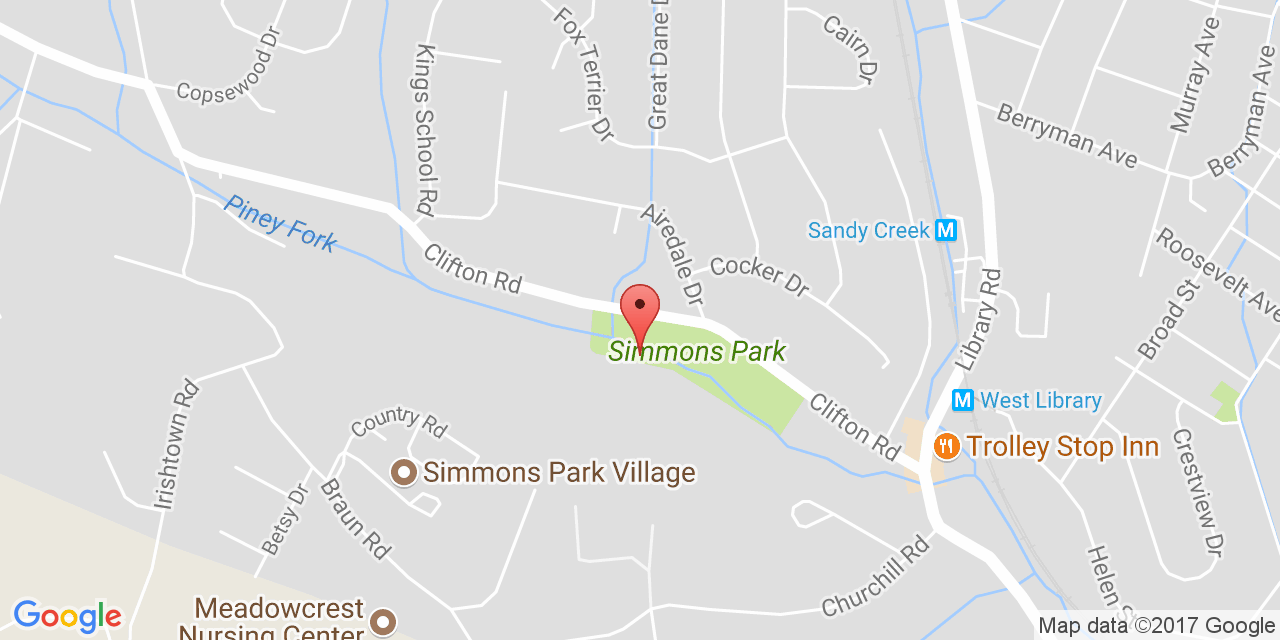 Copsewood Dr
Kings School Rd
Fox Terrier Dr
Great Dane D
Cairn Dr
Murray Ave
Berryman Ave
Berryman Ave
Piney Fork
Airedale Dr
Sandy Creek
M
Roosevelt Ave
Clifton Rd
Cocker Dr
Library Rd
Broad St
Simmons Park
M
West Library
Irishtown Rd
Country Rd
Clifton Rd
Trolley Stop Inn
Simmons Park Village
Crestview Dr
Betsy Dr
Braun Rd
Churchill Rd
Helen St
Meadowcrest
Nursing Center
Google
Map data ©2017 Google